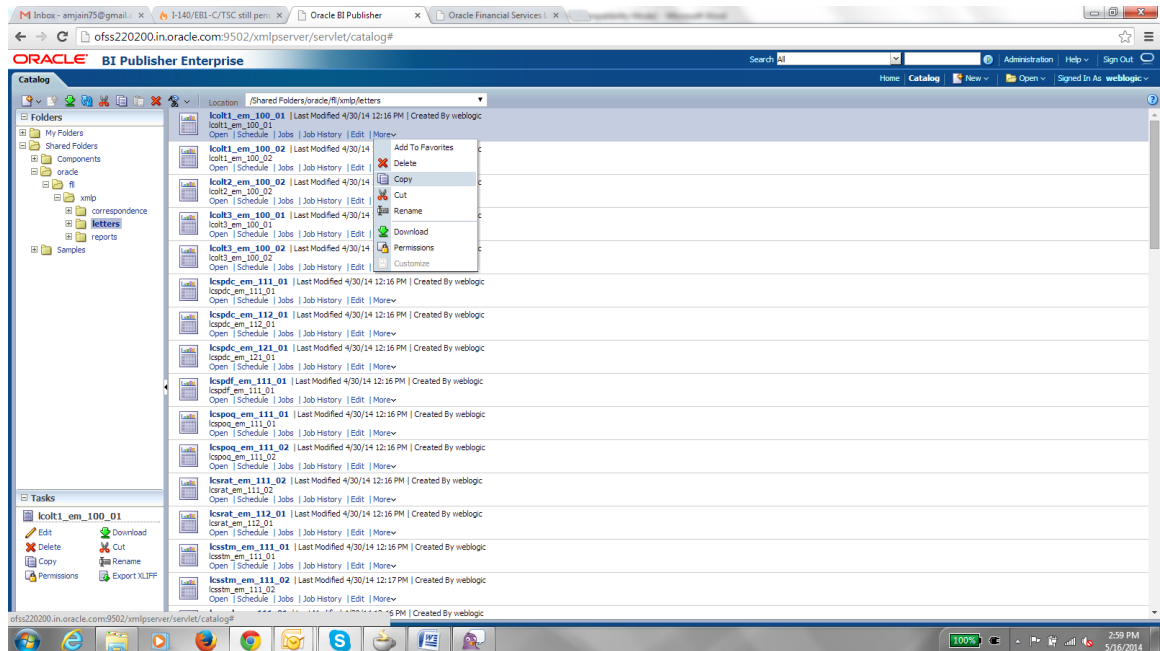 Inbox - amjain75@gmail.c
I-140/EB1-C/TSC still pen
Oracle BI Publisher
Oracle Financial Services L
ofss220200.in.oracle.com:9502/xmlpserver/servlet/catalog#
ORACLE BI Publisher Enterprise
Search All
Administration Help Sign Out
Catalog
Home Catalog New Open Signed In As weblogic
Location /Shared Folders/oracle/fl/xmlp/letters
Folders
My Folders
Shared Folders
Components
oracle
fl
xmlp
correspondence
letters
reports
Samples
lcolt1_em_100_01 | Last Modified 4/30/14 12:16 PM | Created By weblogic
lcolt1_em_100_01
Open | Schedule | Jobs | Job History | Edit | More
lcolt1_em_100_02 | Last Modified 4/30/14
lcolt1_em_100_02
Open | Schedule | Jobs | Job History | Edit |
lcolt2_em_100_02 | Last Modified 4/30/14
lcolt2_em_100_02
Open | Schedule | Jobs | Job History | Edit |
lcolt3_em_100_01 | Last Modified 4/30/14
lcolt3_em_100_01
Open | Schedule | Jobs | Job History | Edit |
lcolt3_em_100_02 | Last Modified 4/30/14
lcolt3_em_100_02
Open | Schedule | Jobs | Job History | Edit |
Add To Favorites
Delete
Copy
Cut
Rename
Download
Permissions
Customize
lcspdc_em_111_01 | Last Modified 4/30/14 12:16 PM | Created By weblogic
lcspdc_em_111_01
Open | Schedule | Jobs | Job History | Edit | More
lcspdc_em_112_01 | Last Modified 4/30/14 12:16 PM | Created By weblogic
lcspdc_em_112_01
Open | Schedule | Jobs | Job History | Edit | More
lcspdc_em_121_01 | Last Modified 4/30/14 12:16 PM | Created By weblogic
lcspdc_em_121_01
Open | Schedule | Jobs | Job History | Edit | More
lcspdf_em_111_01 | Last Modified 4/30/14 12:16 PM | Created By weblogic
lcspdf_em_111_01
Open | Schedule | Jobs | Job History | Edit | More
lcspoq_em_111_01 | Last Modified 4/30/14 12:16 PM | Created By weblogic
lcspoq_em_111_01
Open | Schedule | Jobs | Job History | Edit | More
lcspoq_em_111_02 | Last Modified 4/30/14 12:16 PM | Created By weblogic
lcspoq_em_111_02
Open | Schedule | Jobs | Job History | Edit | More
lcsrat_em_111_02 | Last Modified 4/30/14 12:16 PM | Created By weblogic
lcsrat_em_111_02
Open | Schedule | Jobs | Job History | Edit | More
lcsrat_em_112_01 | Last Modified 4/30/14 12:16 PM | Created By weblogic
lcsrat_em_112_01
Open | Schedule | Jobs | Job History | Edit | More
lcsstm_em_111_01 | Last Modified 4/30/14 12:16 PM | Created By weblogic
lcsstm_em_111_01
Open | Schedule | Jobs | Job History | Edit | More
lcsstm_em_111_02 | Last Modified 4/30/14 12:17 PM | Created By weblogic
lcsstm_em_111_02
Open | Schedule | Jobs | Job History | Edit | More
PM | Created By weblogic
Tasks
lcolt1_em_100_01
Edit Download
Delete Cut
Copy Rename
Permissions Export XLIFF
ofss220200.in.oracle.com:9502/xmlpserver/servlet/catalog#
100%
2:59 PM
5/16/2014